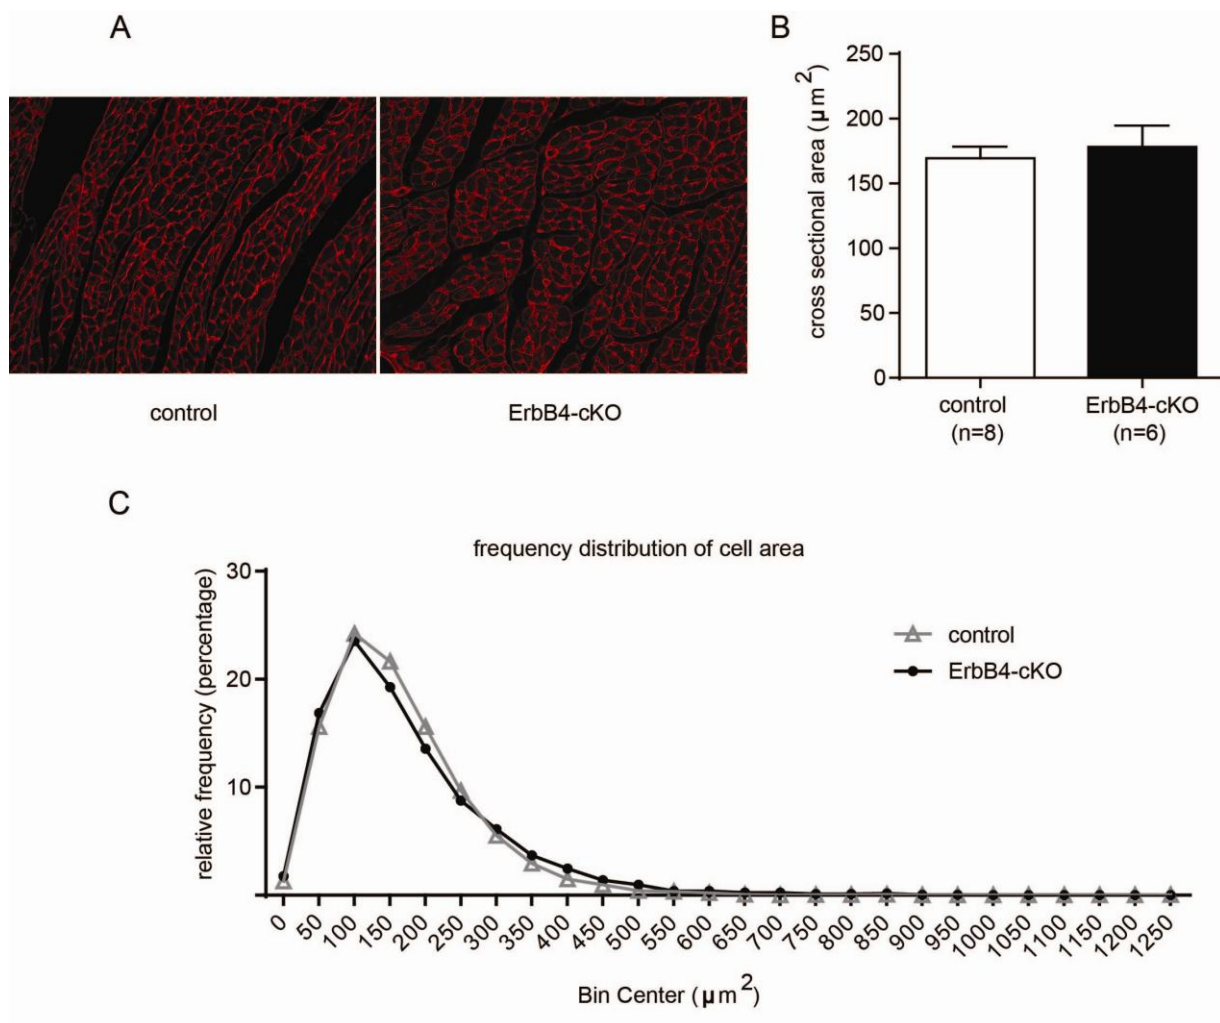 A
control
ErbB4-cKO
B
cross sectional area (µm²)
250
200
150
100
50
0
control
(n=8)
ErbB4-cKO
(n=6)
C
frequency distribution of cell area
relative frequency (percentage)
30
20
10
control
ErbB4-cKO
0 50 100 150 200 250 300 350 400 450 500 550 600 650 700 750 800 850 900 950 1000 1050 1100 1150 1200 1250
Bin Center (µm²)